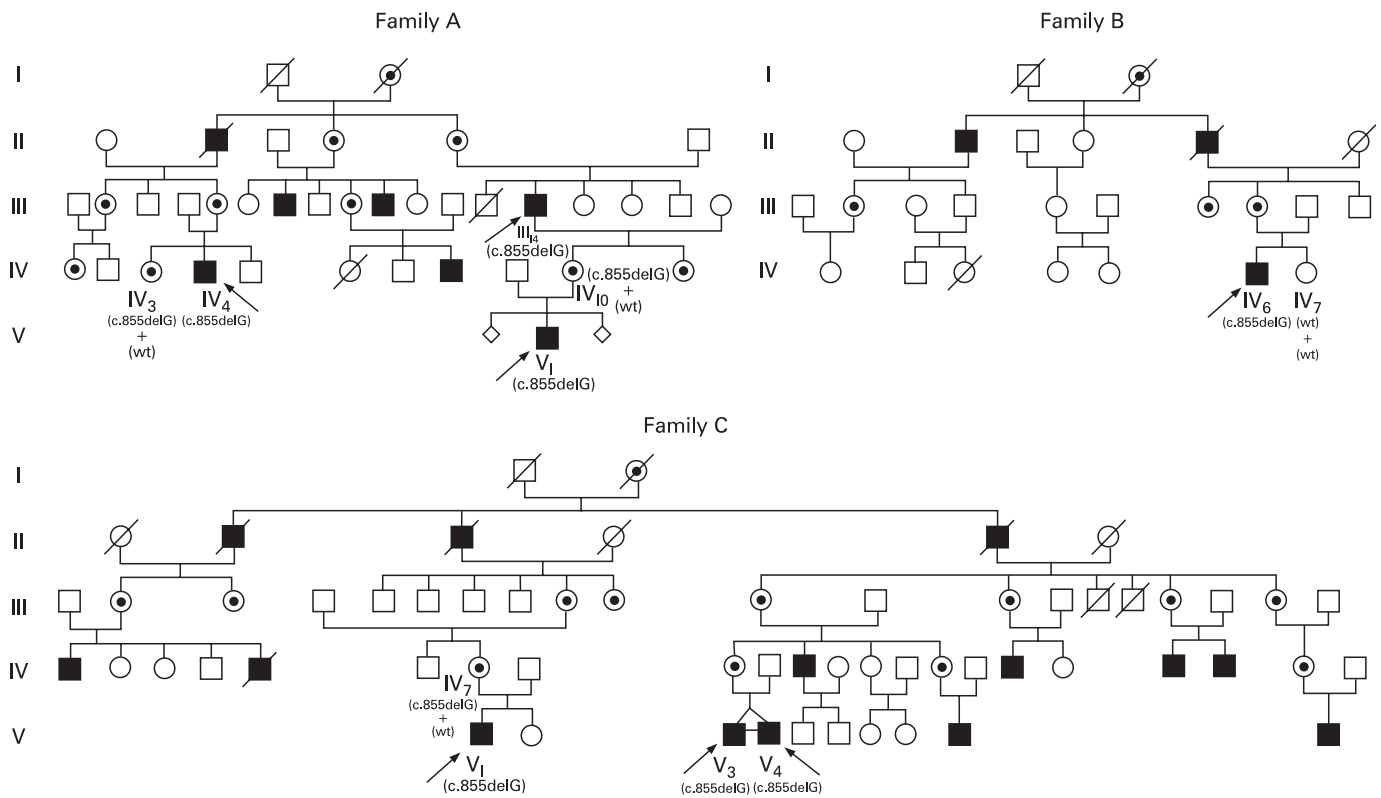 Family A
Family B
I
I
II
II
III
III
III14
(c.855delG)
IV
(c.855delG)
+
(wt)
IV
IV3
(c.855delG)
+
(wt)
IV4
(c.855delG)
IV10
IV6
(c.855delG)
IV7
(wt)
+
(wt)
V
V
V1
(c.855delG)
Family C
I
II
III
IV
IV7
(c.855delG)
+
(wt)
V
V1
(c.855delG)
V3
(c.855delG)
V4
(c.855delG)